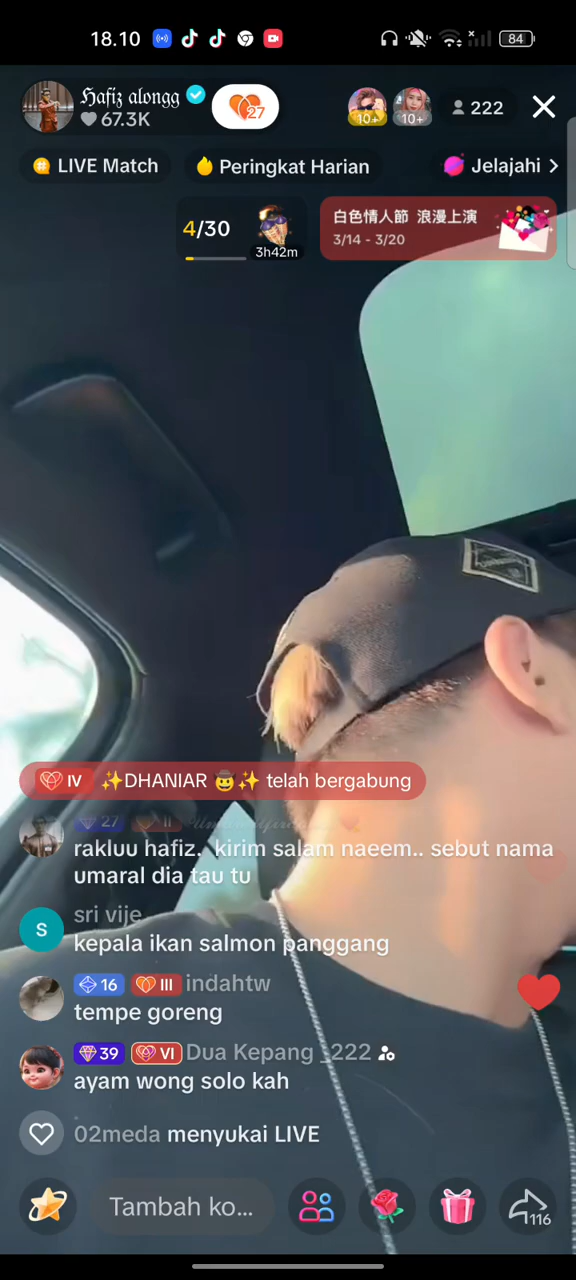 18.10
84
Hafiz alongg
67.3K
27
10+
10+
222
LIVE Match
Peringkat Harian
Jelajahi
4/30
3h42m
白色情人節 浪漫上演
3/14 - 3/20
IV ✨DHANIAR 🤠✨ telah bergabung
27 II
rakluu hafiz. kirim salam naeem.. sebut nama
umaral dia tau tu
S
sri vije
kepala ikan salmon panggang
16 III indahtw
tempe goreng
39 VI Dua Kepang _222
ayam wong solo kah
02meda menyukai LIVE
Tambah ko...
116